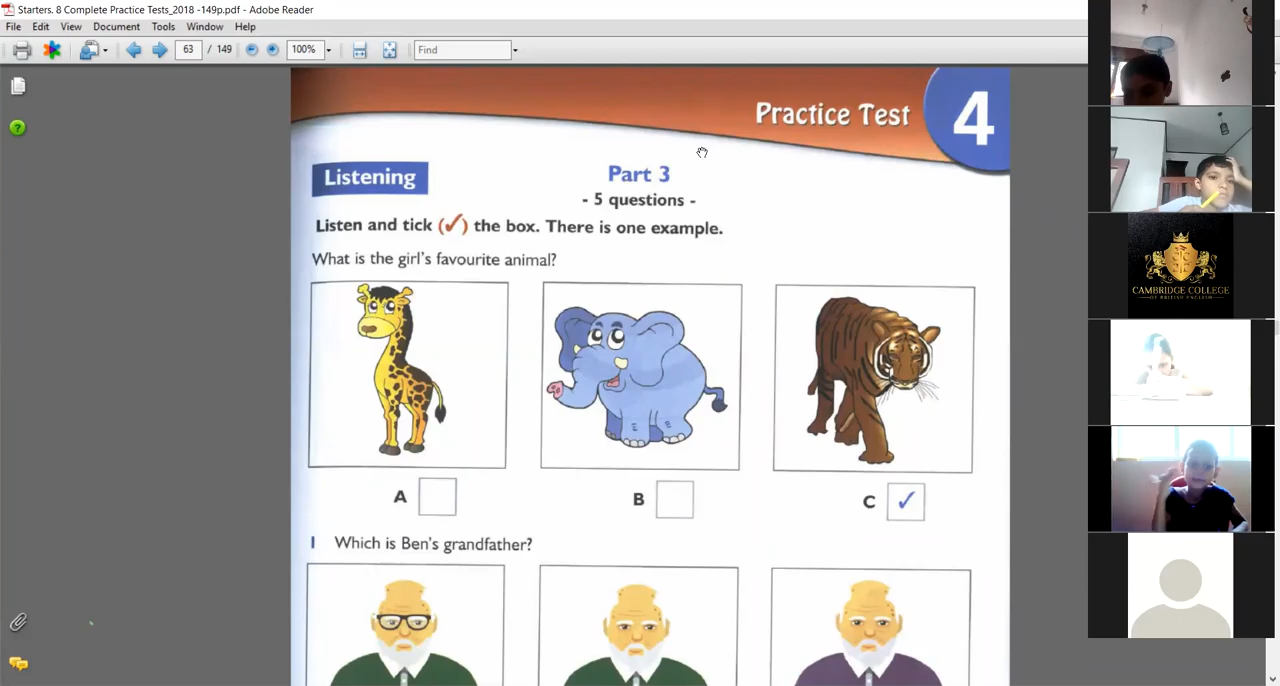 Starters. 8 Complete Practice Tests_2018 -149p.pdf - Adobe Reader
File Edit View Document Tools Window Help
63 / 149 100% Find
Practice Test 4
Listening
Part 3
- 5 questions -
Listen and tick (✓) the box. There is one example.
What is the girl's favourite animal?
A B C ✓
1 Which is Ben's grandfather?
CAMBRIDGE COLLEGE
OF BRITISH ENGLISH